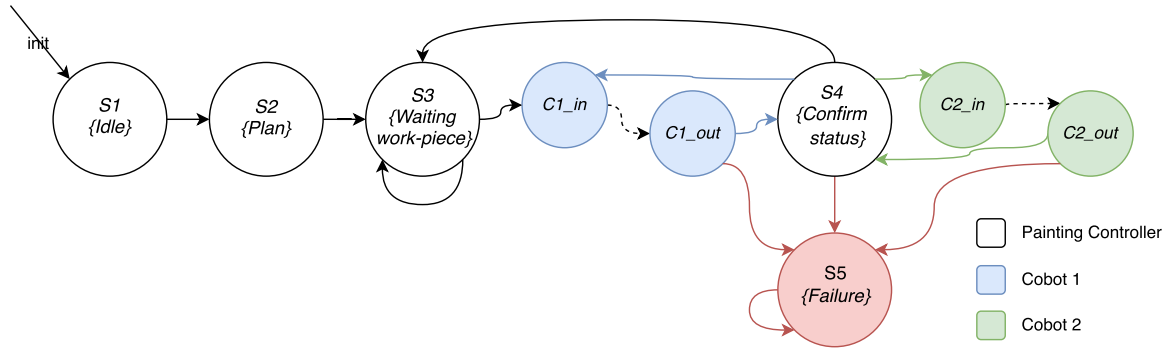 init
S1
{Idle}
S2
{Plan}
S3
{Waiting
work-piece}
C1_in
C1_out
S4
{Confirm
status}
C2_in
C2_out
S5
{Failure}
Painting Controller
Cobot 1
Cobot 2